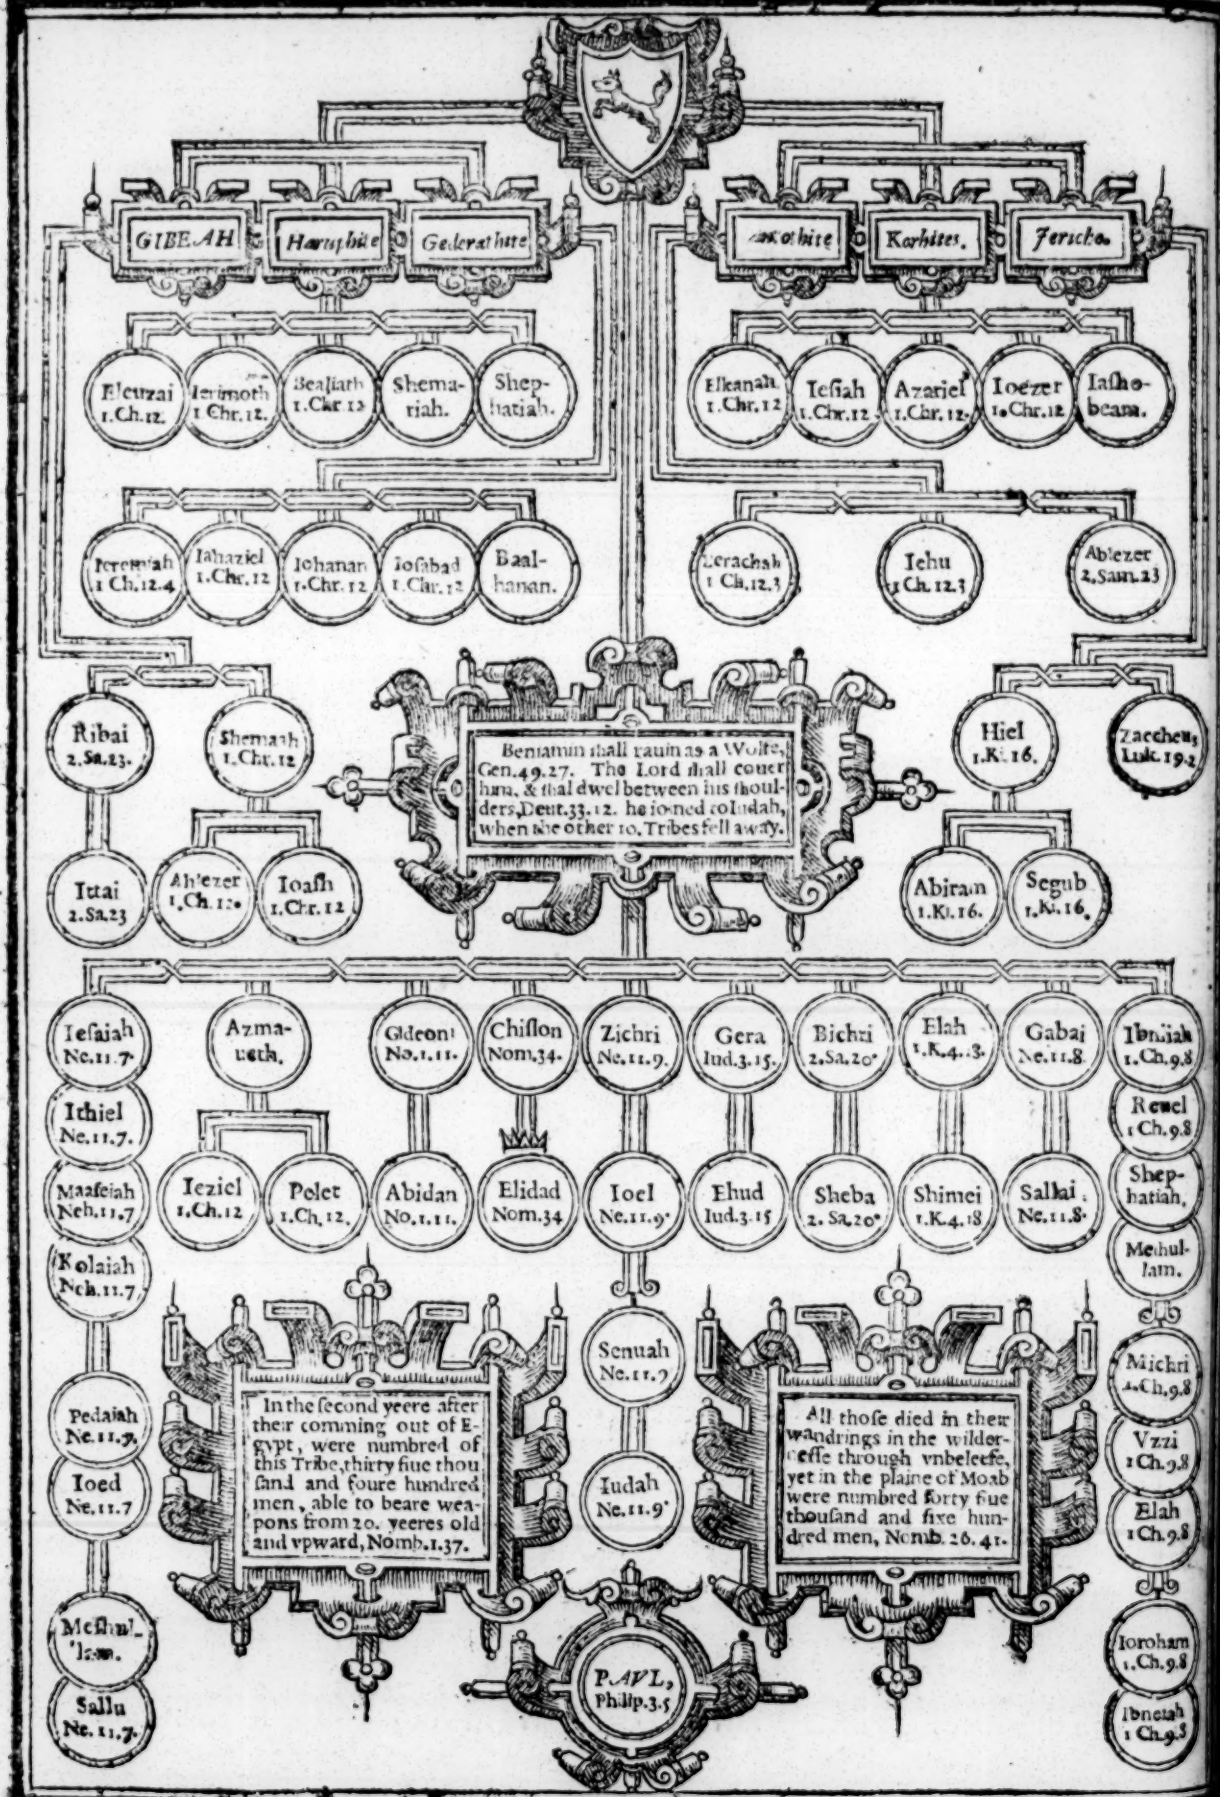 GIBEAH
Haruphite
Gederathite
Korhites.
Jericho.
Eleuzai
1.Ch.12.
Ierimoth
1 Chr.12.
Bealiath
1.Chr.12
Shema-
riah.
Shep-
hatiah.
Elkanah
1.Chr.12
Iesiah
1.Chr.12.
Azariel
1.Chr.12.
Ioezer
1.Chr.12
Iasho-
beam.
Ieremiah
1 Ch.12.4
Iahaziel
1.Chr.12
Iohanan
1.Chr.12
Iosabad
1.Chr.12
Baal-
hanan.
1 Ch.12.3
Iehu
1 Ch.12.3
Abiezer
2.Sam.23
Ribai
2.Sa.23.
Shemaah
1.Chr.12
Hiel
1.Ki.16.
Zaccheus
Luk.19.2
Beniamin shall rauin as a Wolfe,
Gen.49.27. The Lord shall couer
him, & shal dwel between his shoul-
ders,Deut.33.12. he ioined to Iudah,
when the other 10.Tribes fell away.
Ittai
2.Sa.23
Ahiezer
1.Ch.12.
Ioash
1.Chr.12
Abiram
1.Ki.16.
Segub
1.Ki.16.
Iesaiah
Ne.11.7.
Azma-
ueth.
Gideoni
No.1.11.
Chislon
Nom.34.
Zichri
Ne.11.9.
Gera
Iud.3.15.
Bichri
2.Sa.20.
Elah
1.K.4.18.
Gabai
Ne.11.8.
Ibniiah
1.Ch.9.8
Ithiel
Ne.11.7.
Reuel
1 Ch.9.8
Maaseiah
Neh.11.7
Ieziel
1.Ch.12
Pelet
1.Ch.12.
Abidan
No.1.11.
Elidad
Nom.34
Ioel
Ne.11.9.
Ehud
Iud.3.15
Sheba
2.Sa.20.
Shimei
1.K.4.18
Sallai
Ne.11.8.
Shep-
hatiah.
Kolaiah
Neh.11.7
Meshul-
lam.
Senuah
Ne.11.9
Michri
1.Ch.9.8
Pedaiah
Ne.11.7.
In the second yeere after
their comming out of E-
gypt, were numbred of
this Tribe,thirty fiue thou
sand and foure hundred
men, able to beare wea-
pons from 20. yeeres old
and vpward, Nomb.1.37.
All those died in their
wandrings in the wilder-
nesse through vnbeleefe,
yet in the plaine of Moab
were numbred forty fiue
thousand and sixe hun-
dred men, Nomb.26.41.
Vzzi
1 Ch.9.8
Ioed
Ne.11.7
Iudah
Ne.11.9.
Elah
1 Ch.9.8
Meshul-
lam.
PAVL,
Philip.3.5
Ioroham
1.Ch.9.8
Sallu
Ne.11.7.
Ibneiah
1 Ch.9.8